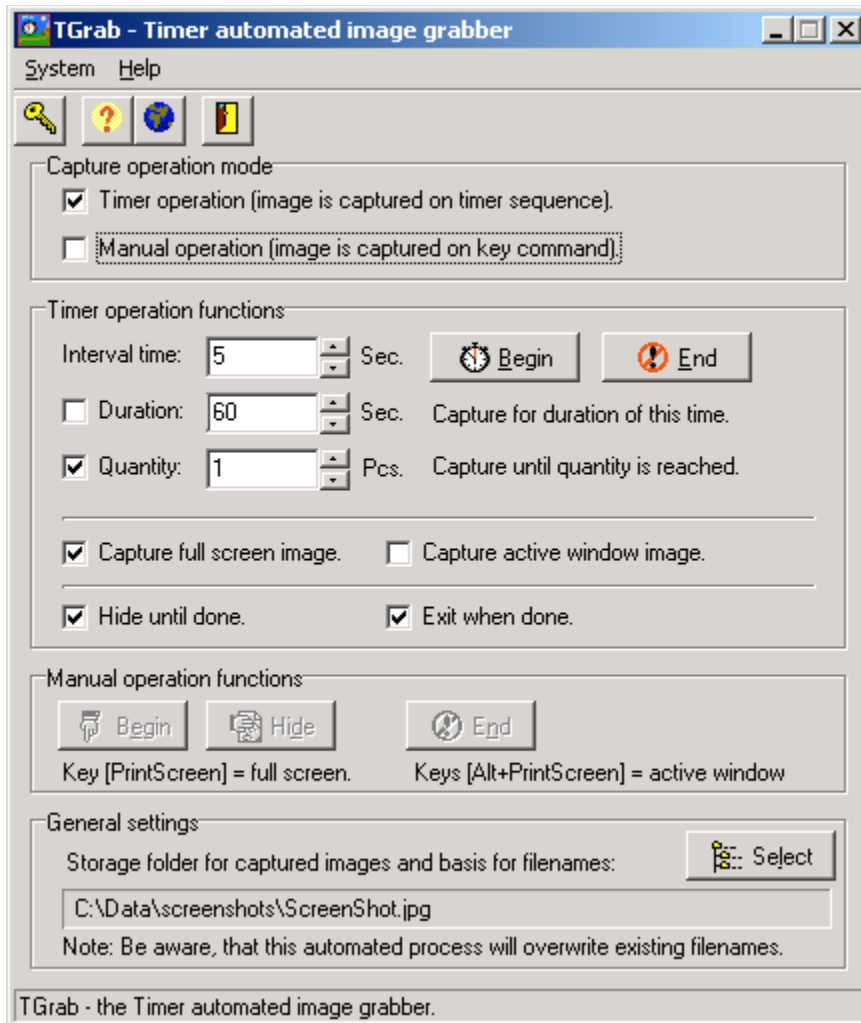 TGrab - Timer automated image grabber
System Help
Capture operation mode
Timer operation (image is captured on timer sequence).
Manual operation (image is captured on key command).
Timer operation functions
Interval time: 5 Sec. Begin End
Duration: 60 Sec. Capture for duration of this time.
Quantity: 1 Pcs. Capture until quantity is reached.
Capture full screen image. Capture active window image.
Hide until done. Exit when done.
Manual operation functions
Begin Hide End
Key [PrintScreen] = full screen. Keys [Alt+PrintScreen] = active window
General settings
Storage folder for captured images and basis for filenames: Select
C:\Data\screenshots\ScreenShot.jpg
Note: Be aware, that this automated process will overwrite existing filenames.
TGrab - the Timer automated image grabber.